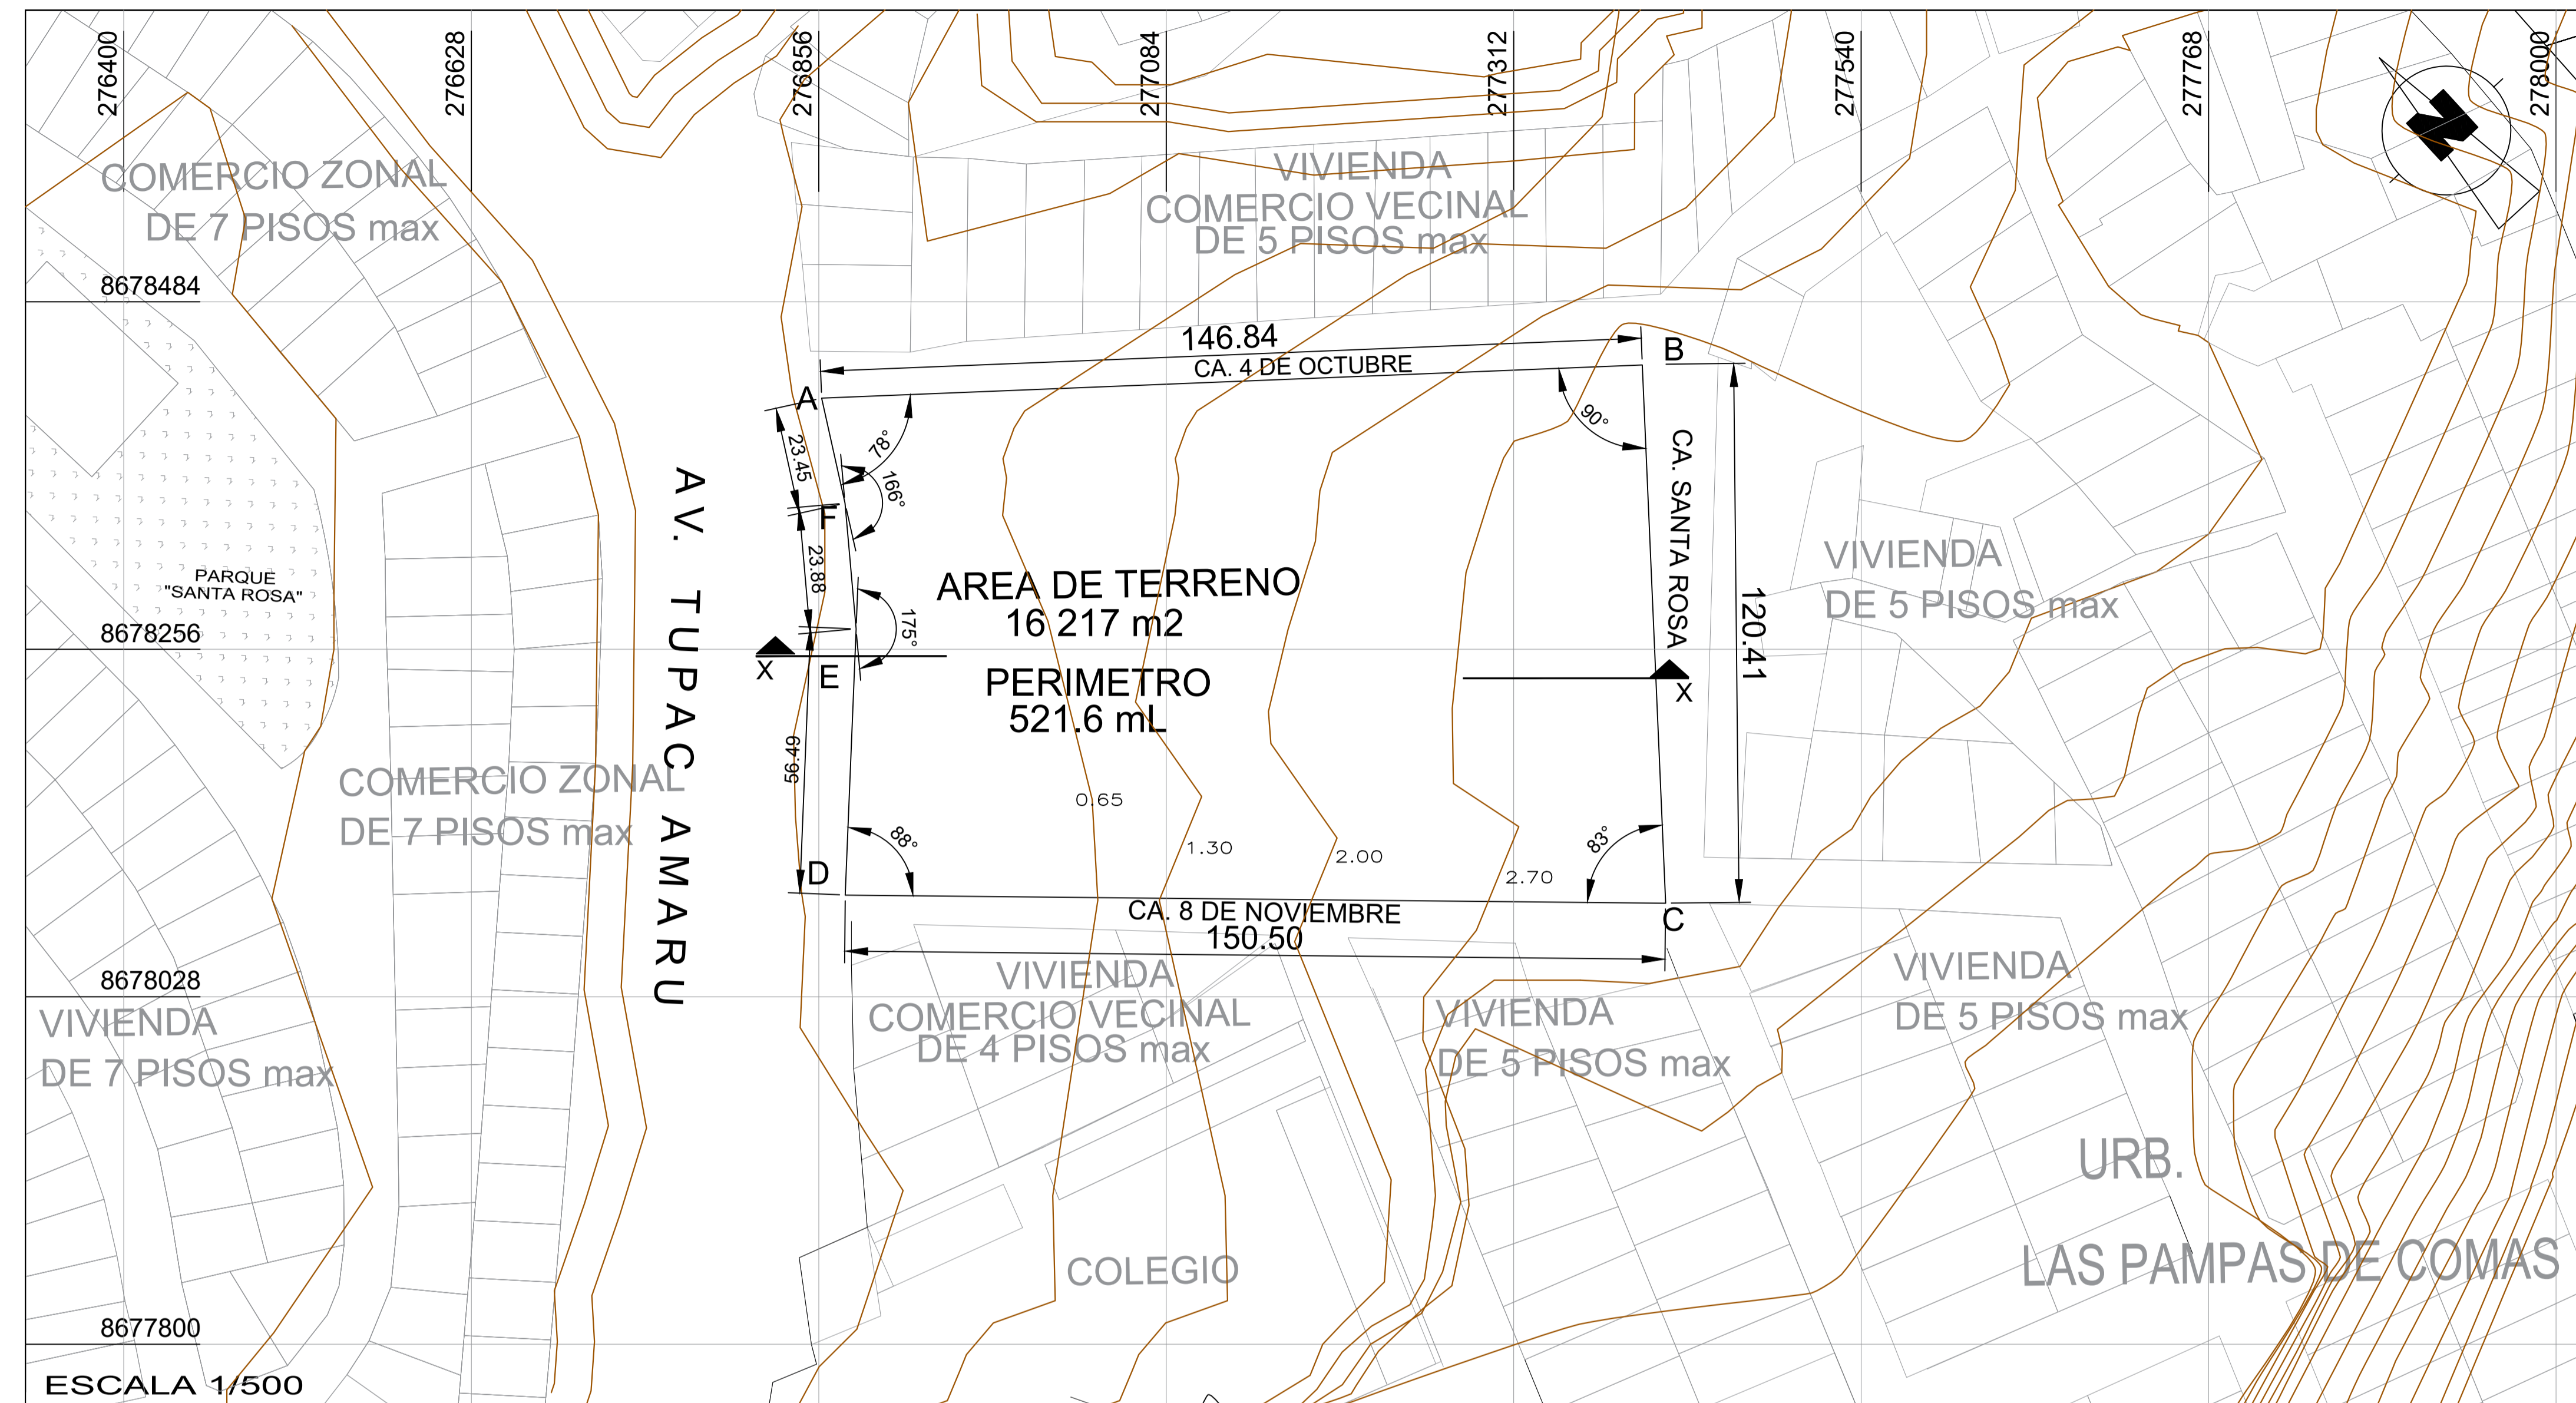 276400
276628
276856
277084
277312
277540
277768
278000
N
COMERCIO ZONAL
DE 7 PISOS max
VIVIENDA
COMERCIO VECINAL
DE 5 PISOS max
8678484
146.84
CA. 4 DE OCTUBRE
A
B
78°
90°
23.45
166°
F
CA. SANTA ROSA
AV. TUPAC AMARU
23.88
175°
AREA DE TERRENO
16 217 m2
PERIMETRO
521.6 mL
120.41
VIVIENDA
DE 5 PISOS max
PARQUE
"SANTA ROSA"
8678256
X
E
X
56.49
COMERCIO ZONAL
DE 7 PISOS max
0.65
1.30
2.00
2.70
88°
83°
D
C
CA. 8 DE NOVIEMBRE
150.50
8678028
VIVIENDA
DE 7 PISOS max
VIVIENDA
COMERCIO VECINAL
DE 4 PISOS max
VIVIENDA
DE 5 PISOS max
VIVIENDA
DE 5 PISOS max
COLEGIO
URB.
LAS PAMPAS DE COMAS
8677800
ESCALA 1/500